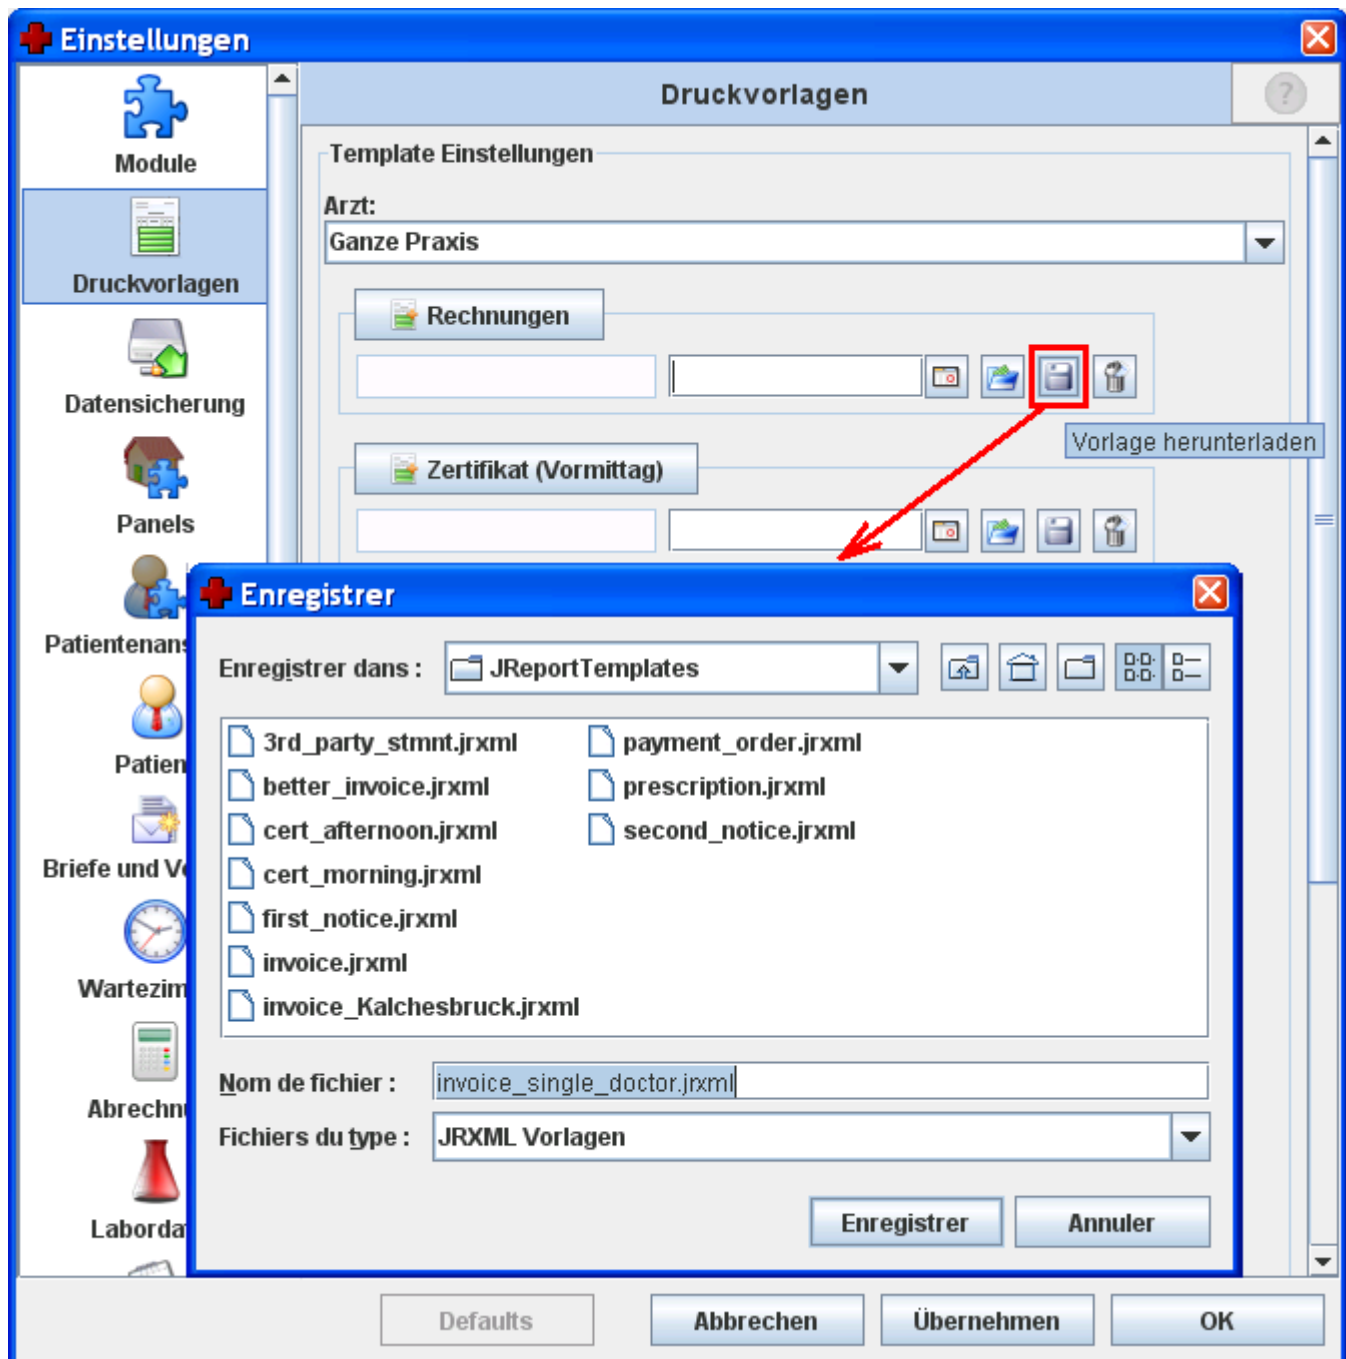 Einstellungen
Module
Druckvorlagen
Datensicherung
Panels
Patientenans
Patien
Briefe und V
Wartezim
Abrechn
Laborda
Druckvorlagen
?
Template Einstellungen
Arzt:
Ganze Praxis
Rechnungen
Vorlage herunterladen
Zertifikat (Vormittag)
Enregistrer
Enregistrer dans :
JReportTemplates
3rd_party_stmnt.jrxml
better_invoice.jrxml
cert_afternoon.jrxml
cert_morning.jrxml
first_notice.jrxml
invoice.jrxml
invoice_Kalchesbruck.jrxml
payment_order.jrxml
prescription.jrxml
second_notice.jrxml
Nom de fichier :
invoice_single_doctor.jrxml
Fichiers du type :
JRXML Vorlagen
Enregistrer
Annuler
Defaults
Abbrechen
Übernehmen
OK